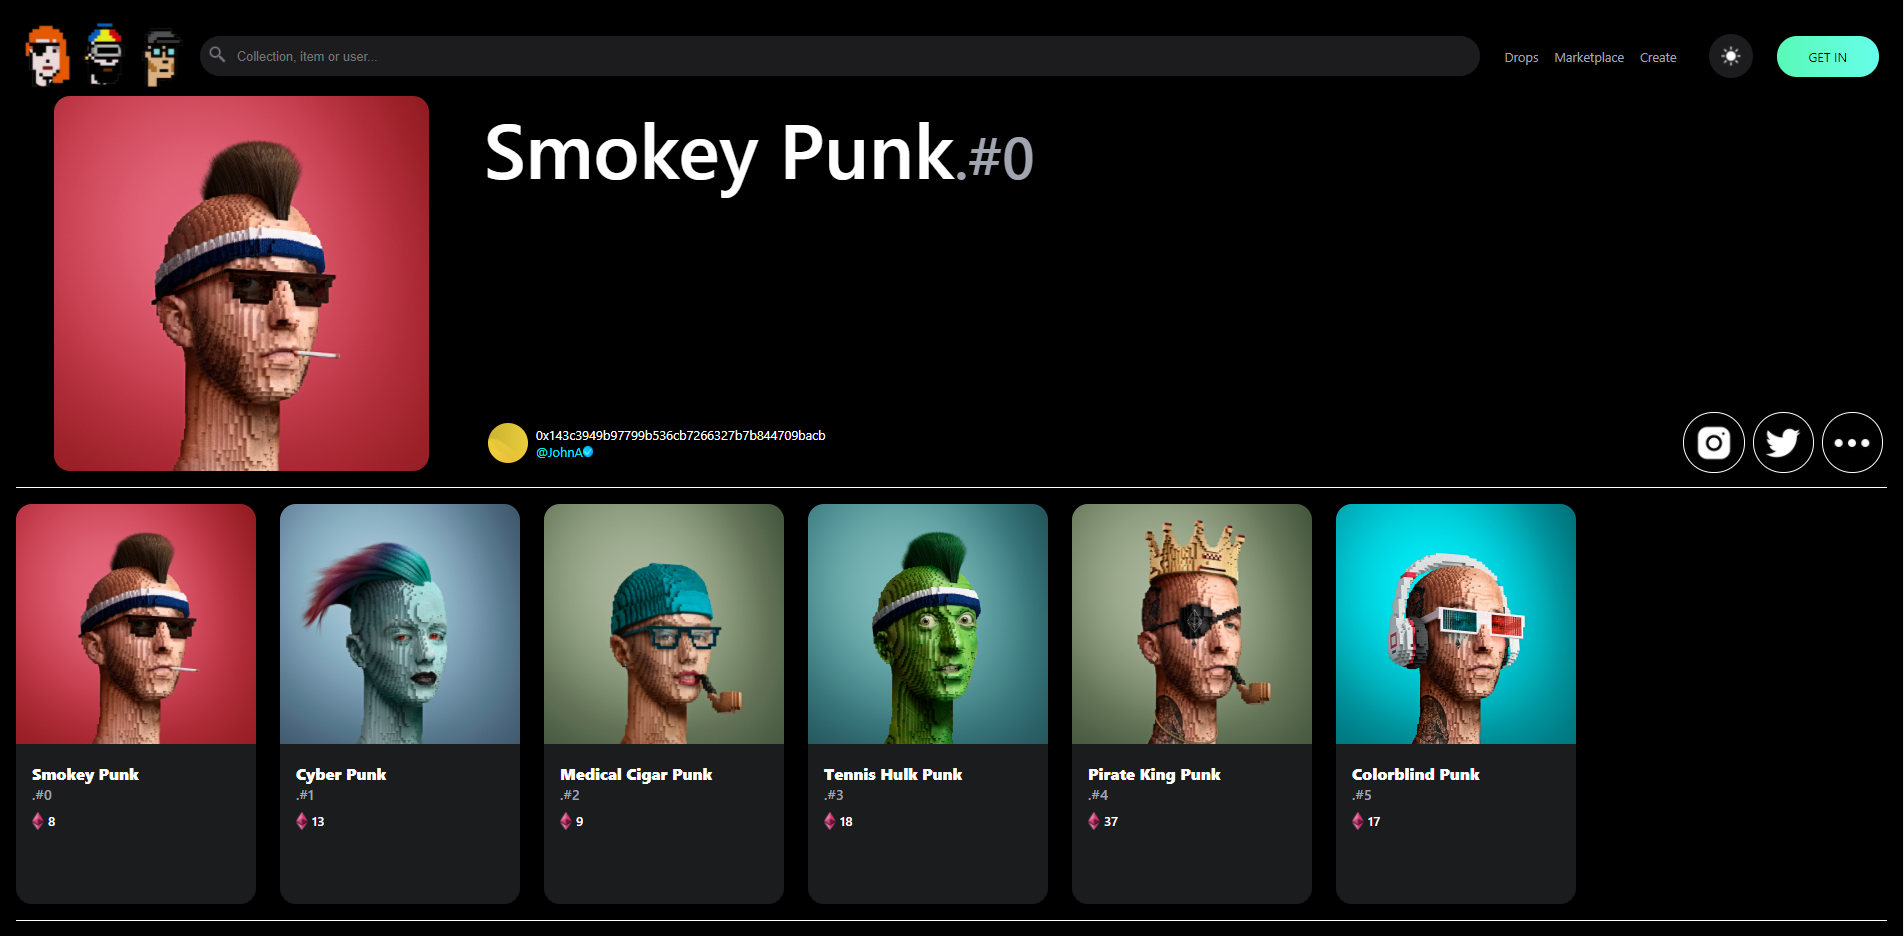 Collection, item or user...
Drops Marketplace Create
GET IN
Smokey Punk.#0
0x143c3949b97799b536cb7266327b7b844709bacb
@JohnA
Smokey Punk
.#0
8
Cyber Punk
.#1
13
Medical Cigar Punk
.#2
9
Tennis Hulk Punk
.#3
18
Pirate King Punk
.#4
37
Colorblind Punk
.#5
17